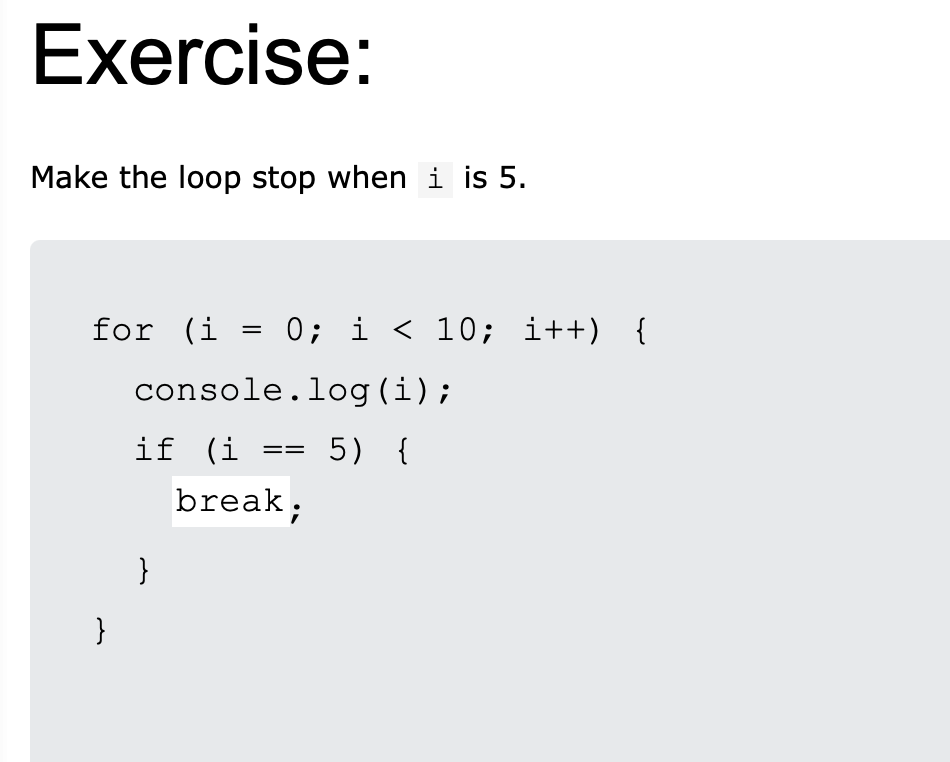 Exercise:
Make the loop stop when i is 5.
for (i = 0; i < 10; i++) {
console.log(i);
if (i == 5) {
break;
}
}